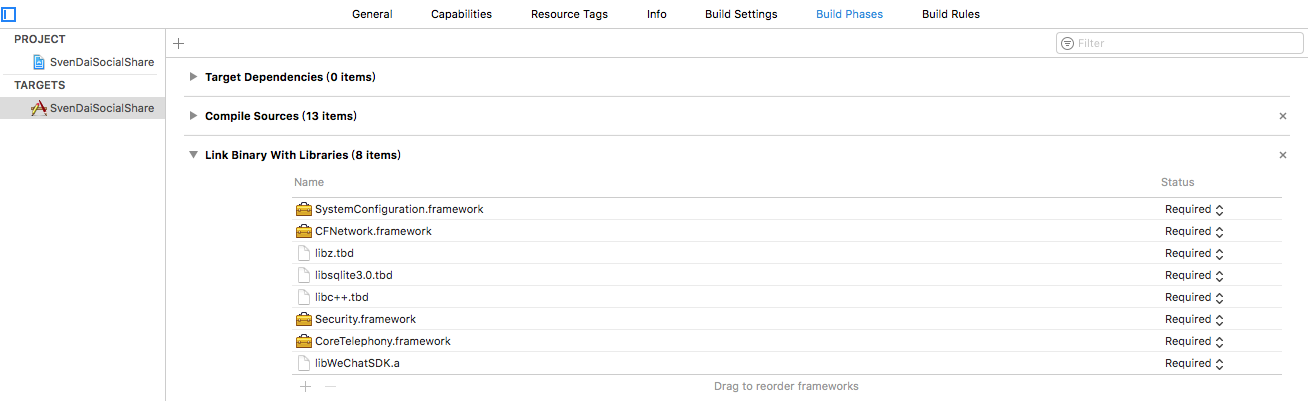 General Capabilities Resource Tags Info Build Settings Build Phases Build Rules
PROJECT
SvenDaiSocialShare
TARGETS
SvenDaiSocialShare
Filter
Target Dependencies (0 items)
Compile Sources (13 items)
Link Binary With Libraries (8 items)
Name Status
SystemConfiguration.framework Required
CFNetwork.framework Required
libz.tbd Required
libsqlite3.0.tbd Required
libc++.tbd Required
Security.framework Required
CoreTelephony.framework Required
libWeChatSDK.a Required
Drag to reorder frameworks